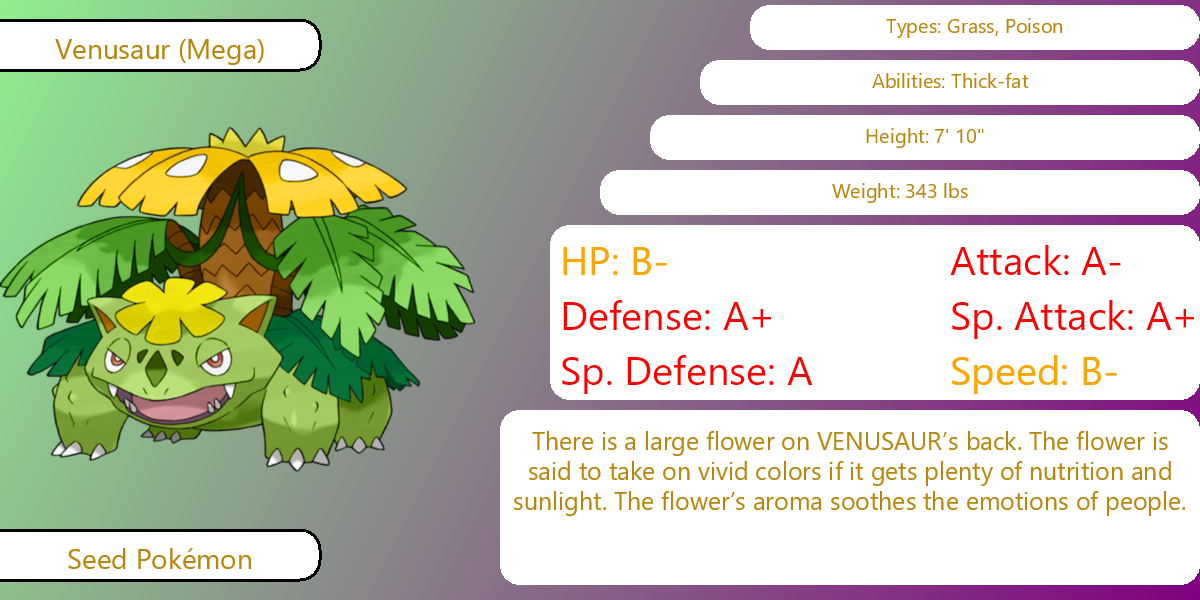 Venusaur (Mega)
Types: Grass, Poison
Abilities: Thick-fat
Height: 7' 10"
Weight: 343 lbs
HP: B-
Attack: A-
Defense: A+
Sp. Attack: A+
Sp. Defense: A
Speed: B-
There is a large flower on VENUSAUR’s back. The flower is
said to take on vivid colors if it gets plenty of nutrition and
sunlight. The flower’s aroma soothes the emotions of people.
Seed Pokémon